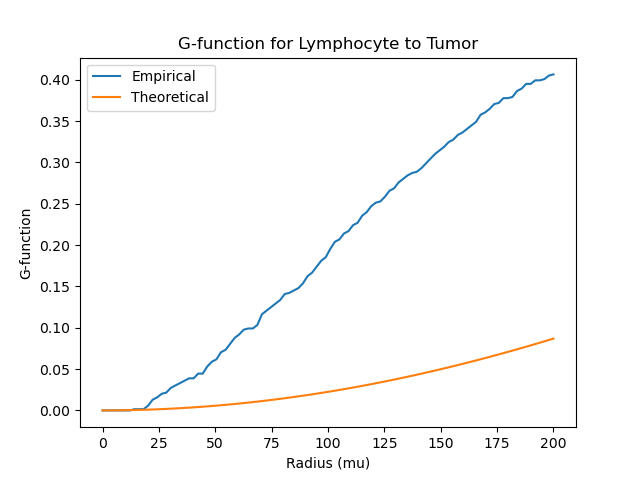 G-function for Lymphocyte to Tumor
Empirical
Theoretical
0.40
0.35
0.30
0.25
0.20
0.15
0.10
0.05
0.00
G-function
0 25 50 75 100 125 150 175 200
Radius (mu)